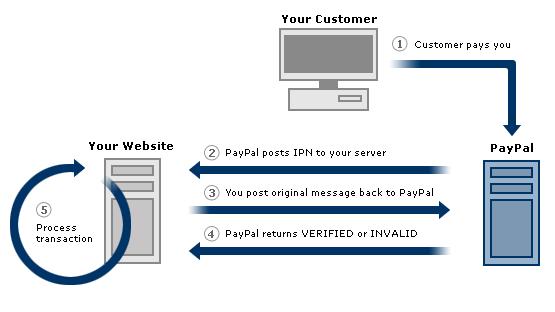 Your Customer
1 Customer pays you
Your Website
PayPal
2 PayPal posts IPN to your server
3 You post original message back to PayPal
4 PayPal returns VERIFIED or INVALID
5
Process
transaction